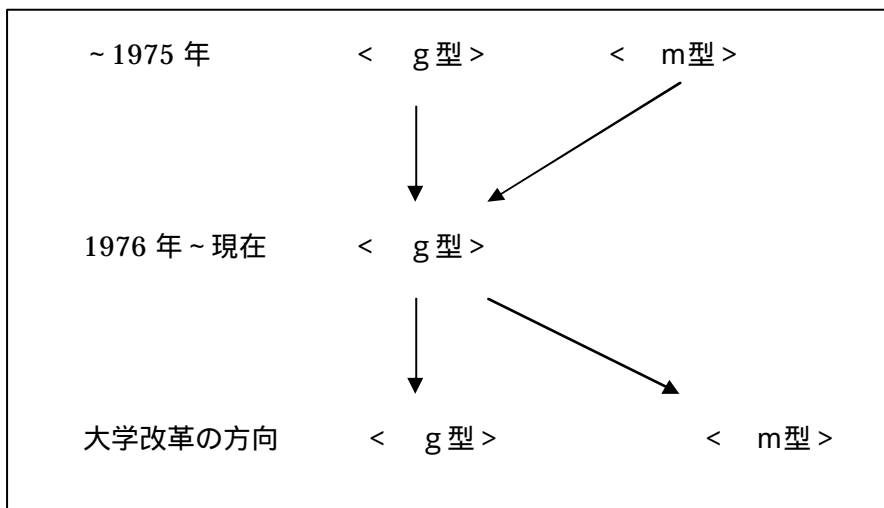 ~1975 年 < g型> < m型>
1976 年~現在 < g型>
大学改革の方向 < g型> < m型>